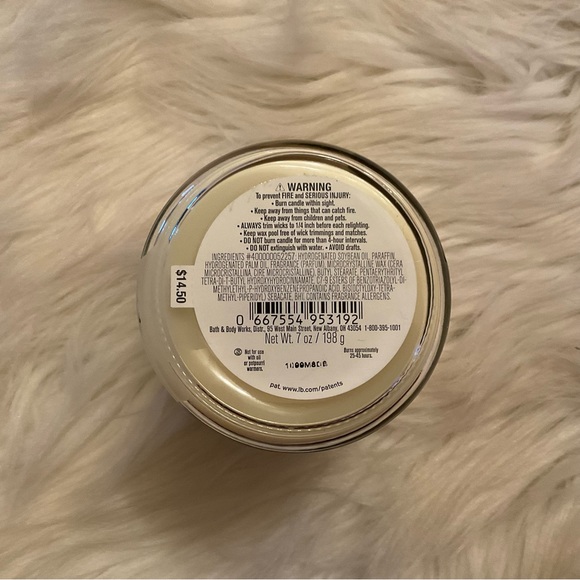 ⚠ WARNING
To prevent FIRE and SERIOUS INJURY:
• Burn candle within sight.
• Keep away from things that can catch fire.
• Keep away from children and pets.
• ALWAYS trim wicks to 1/4 inch before each relighting.
• Keep wax pool free of wick trimmings and matches.
• DO NOT burn candle for more than 4-hour intervals.
• DO NOT extinguish with water. • AVOID drafts.
INGREDIENTS #400000052257: HYDROGENATED SOYBEAN OIL, PARAFFIN,
HYDROGENATED PALM OIL, FRAGRANCE (PARFUM), MICROCRYSTALLINE WAX (CERA
MICROCRISTALLINA, CIRE MICROCRISTALLINE), BUTYL STEARATE, PENTAERYTHRITYL
TETRA-DI-T-BUTYL HYDROXYHYDROCINNAMATE, C7-9 ESTERS OF
METHYL-PIPERIDYL) SEBACATE, BHT. CONTAINS FRAGRANCE ALLERGENS.
$14.50
0 667554 953192
Bath & Body Works, Distr., 95 West Main Street, New Albany, OH 43054 1-800-395-1001
Net Wt. 7 oz / 198 g
Not for use
with oil
or potpourri
warmers.
Burns approximately
25-45 hours.
pat. www.lb.com/patents